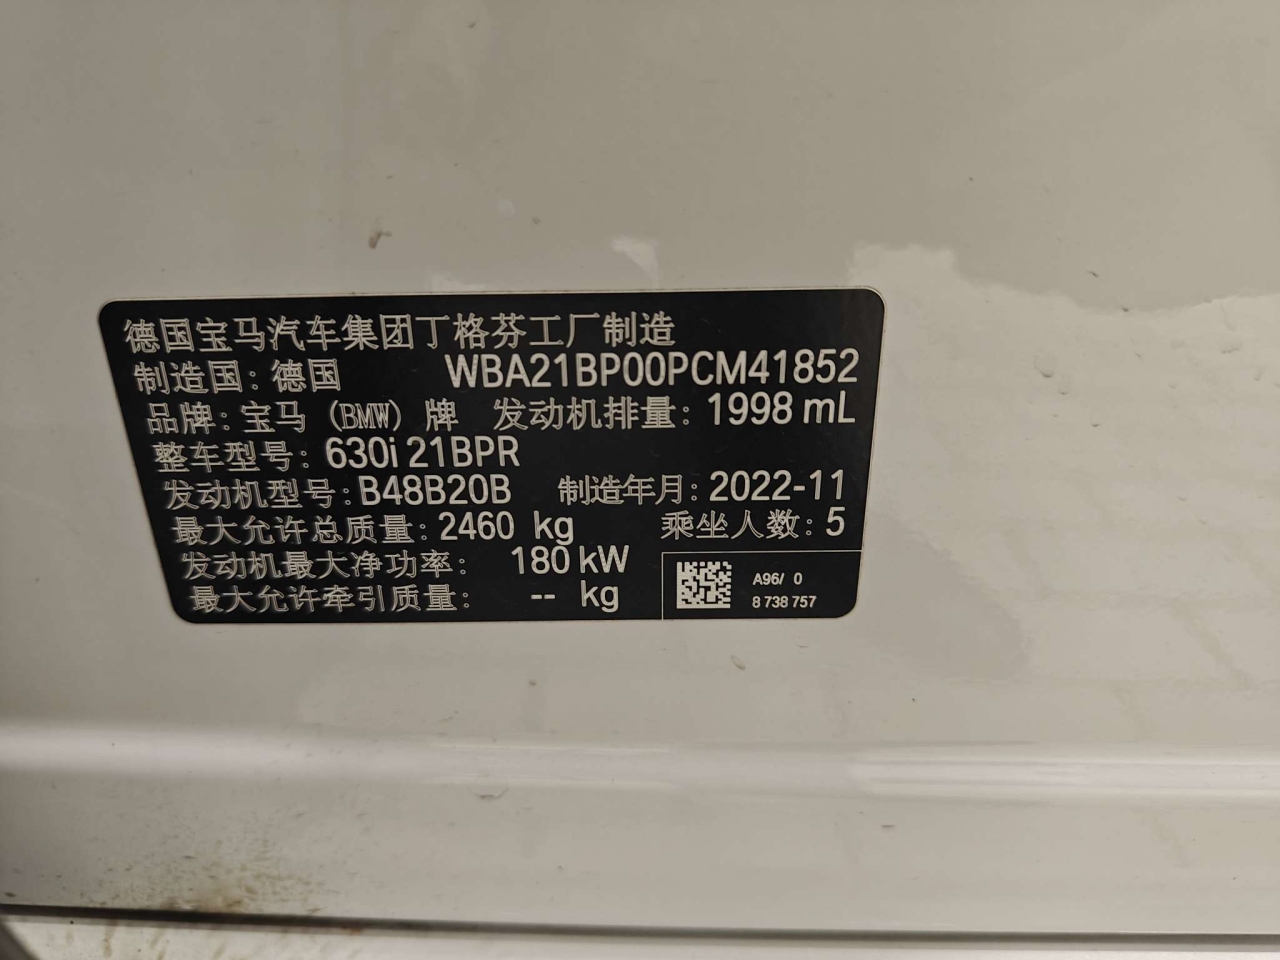 德国宝马汽车集团丁格芬工厂制造
制造国：德国 WBA21BP00PCM41852
品牌：宝马（BMW）牌 发动机排量：1998 mL
整车型号：630i 21BPR
发动机型号：B48B20B 制造年月：2022-11
最大允许总质量：2460 kg 乘坐人数：5
发动机最大净功率： 180 kW
最大允许牵引质量： -- kg
A96/ 0
8 738 757